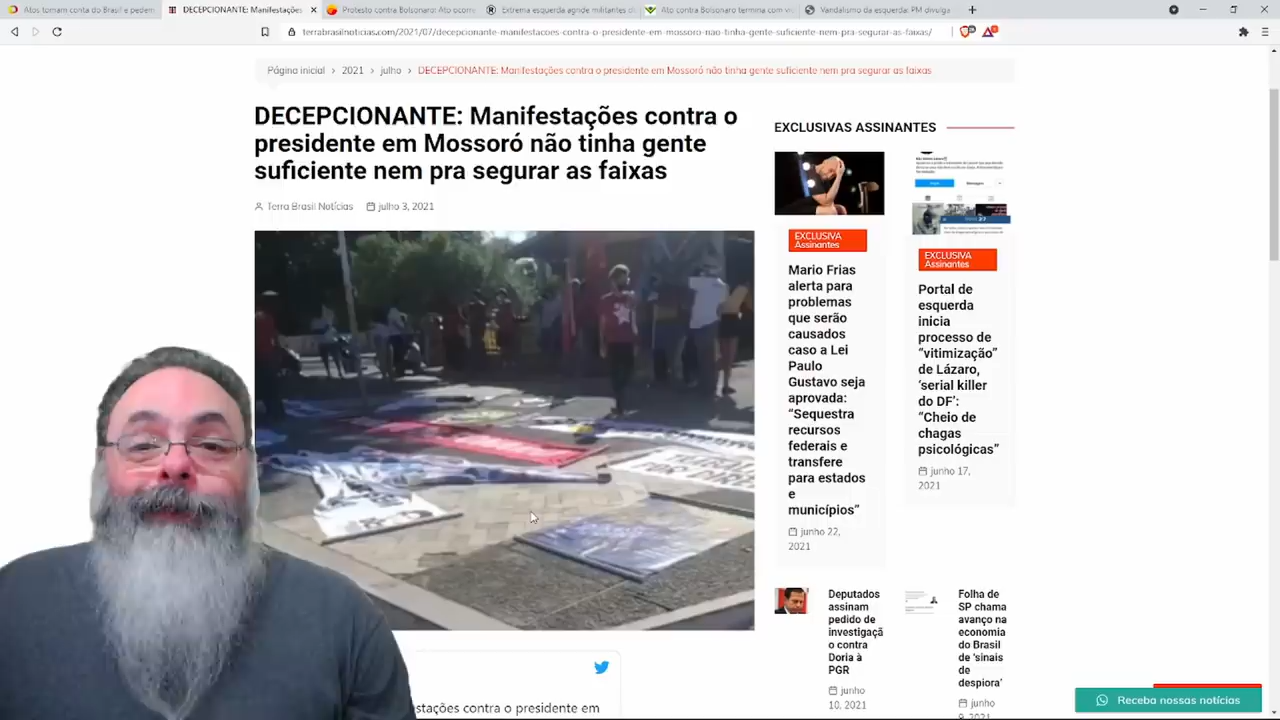 Atos tomam conta do Brasil e pedem
DECEPCIONANTE: Manifestações
Protesto contra Bolsonaro: Ato ocorre
Extrema esquerda agride militantes d
Ato contra Bolsonaro termina com v
Vandalismo da esquerda: PM divulga
terrabrasilnoticias.com/2021/07/decepcionante-manifestacoes-contra-o-presidente-em-mossoro-nao-tinha-gente-suficiente-nem-pra-segurar-as-faixas/
Página inicial > 2021 > julho > DECEPCIONANTE: Manifestações contra o presidente em Mossoró não tinha gente suficiente nem pra segurar as faixas
DECEPCIONANTE: Manifestações contra o
presidente em Mossoró não tinha gente
suficiente nem pra segurar as faixas
Terra Brasil Notícias julho 3, 2021
EXCLUSIVAS ASSINANTES
EXCLUSIVA
Assinantes
Mario Frias
alerta para
problemas
que serão
causados
caso a Lei
Paulo
Gustavo seja
aprovada:
“Sequestra
recursos
federais e
transfere
para estados
e
municípios”
junho 22,
2021
EXCLUSIVA
Assinantes
Portal de
esquerda
inicia
processo de
“vitimização”
de Lázaro,
‘serial killer
do DF’:
“Cheio de
chagas
psicológicas”
junho 17,
2021
Deputados
assinam
pedido de
investigaçã
o contra
Doria à
PGR
junho
10, 2021
Folha de
SP chama
avanço na
economia
do Brasil
de ‘sinais
de
despiora’
junho
9, 2021
stações contra o presidente em
Receba nossas notícias